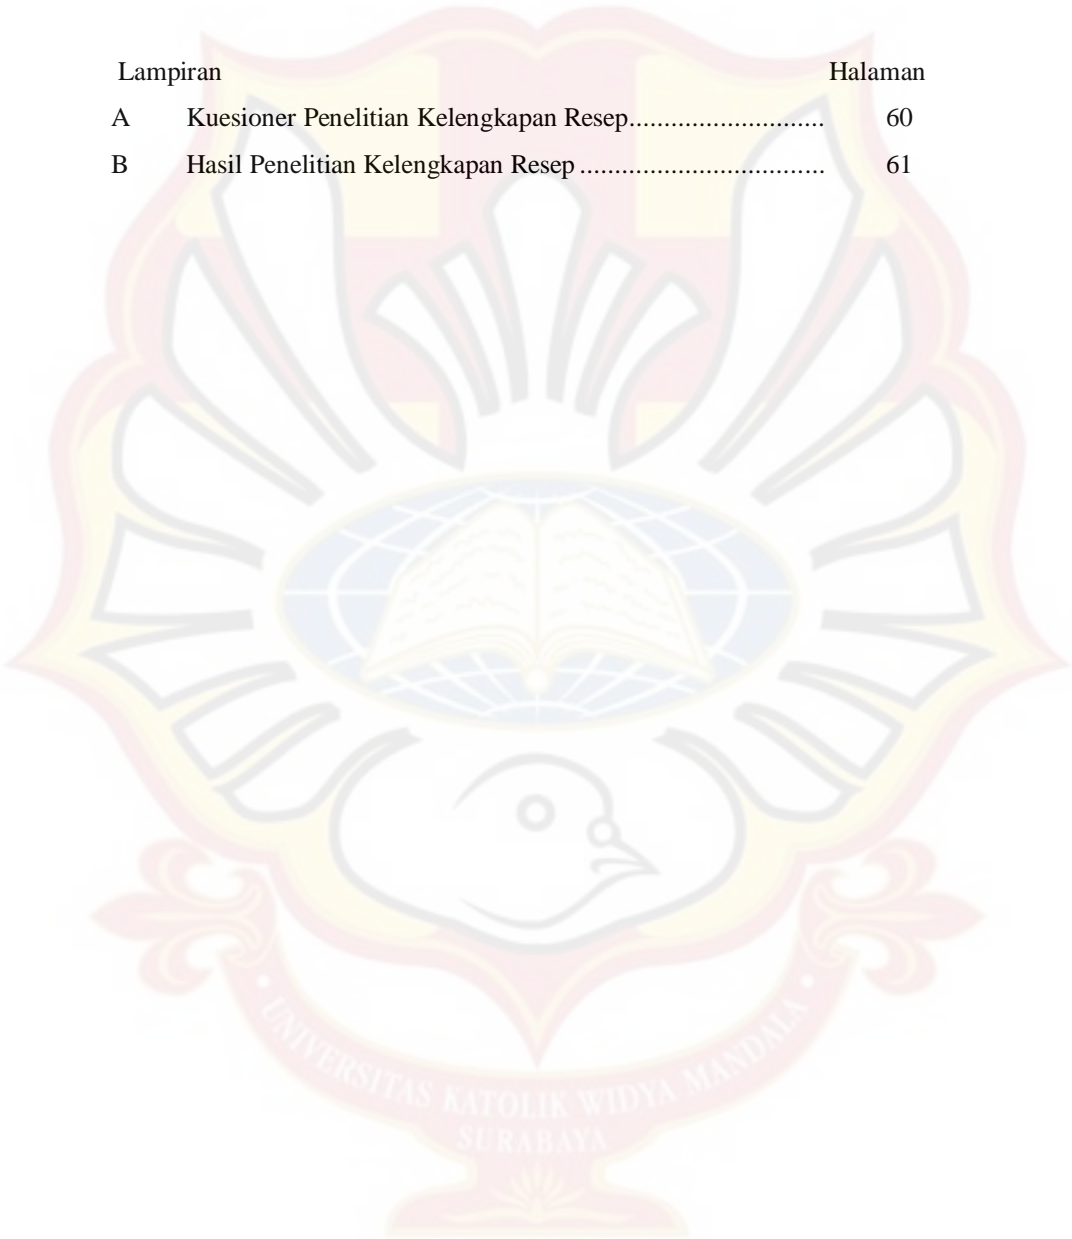 Lampiran Halaman
A Kuesioner Penelitian Kelengkapan Resep............................ 60
B Hasil Penelitian Kelengkapan Resep ................................... 61
UNIVERSITAS KATOLIK WIDYA MANDALA
SURABAYA